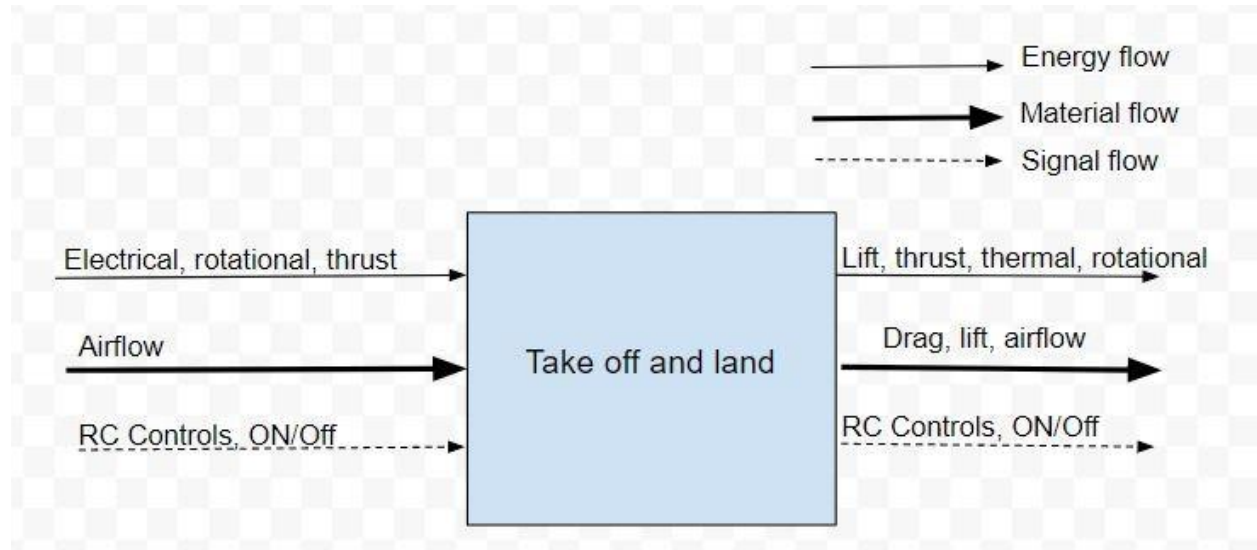 Energy flow
Material flow
Signal flow
Electrical, rotational, thrust
Lift, thrust, thermal, rotational
Airflow
Take off and land
Drag, lift, airflow
RC Controls, ON/Off
RC Controls, ON/Off